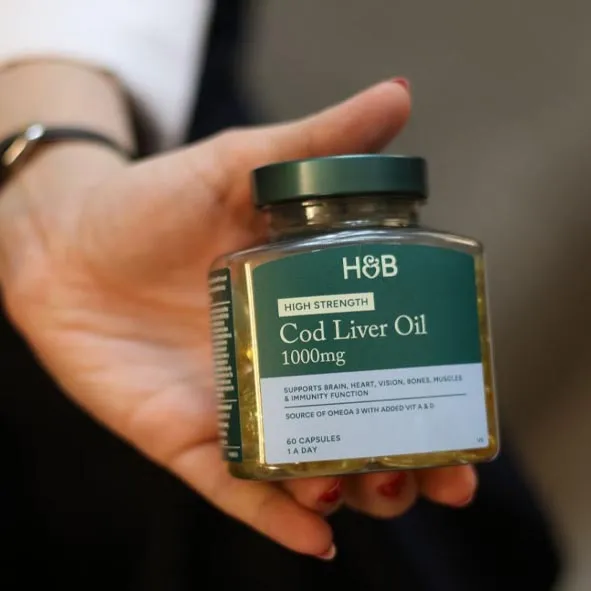 H&B
HIGH STRENGTH
Cod Liver Oil
1000mg
SUPPORTS BRAIN, HEART, VISION, BONES, MUSCLES
& IMMUNITY FUNCTION
SOURCE OF OMEGA 3 WITH ADDED VIT A & D
60 CAPSULES
1 A DAY